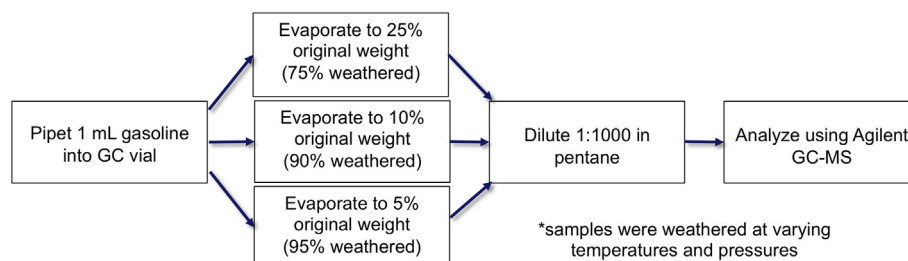 Pipet 1 mL gasoline
into GC vial
Evaporate to 25%
original weight
(75% weathered)
Evaporate to 10%
original weight
(90% weathered)
Evaporate to 5%
original weight
(95% weathered)
Dilute 1:1000 in
pentane
Analyze using Agilent
GC-MS
*samples were weathered at varying
temperatures and pressures